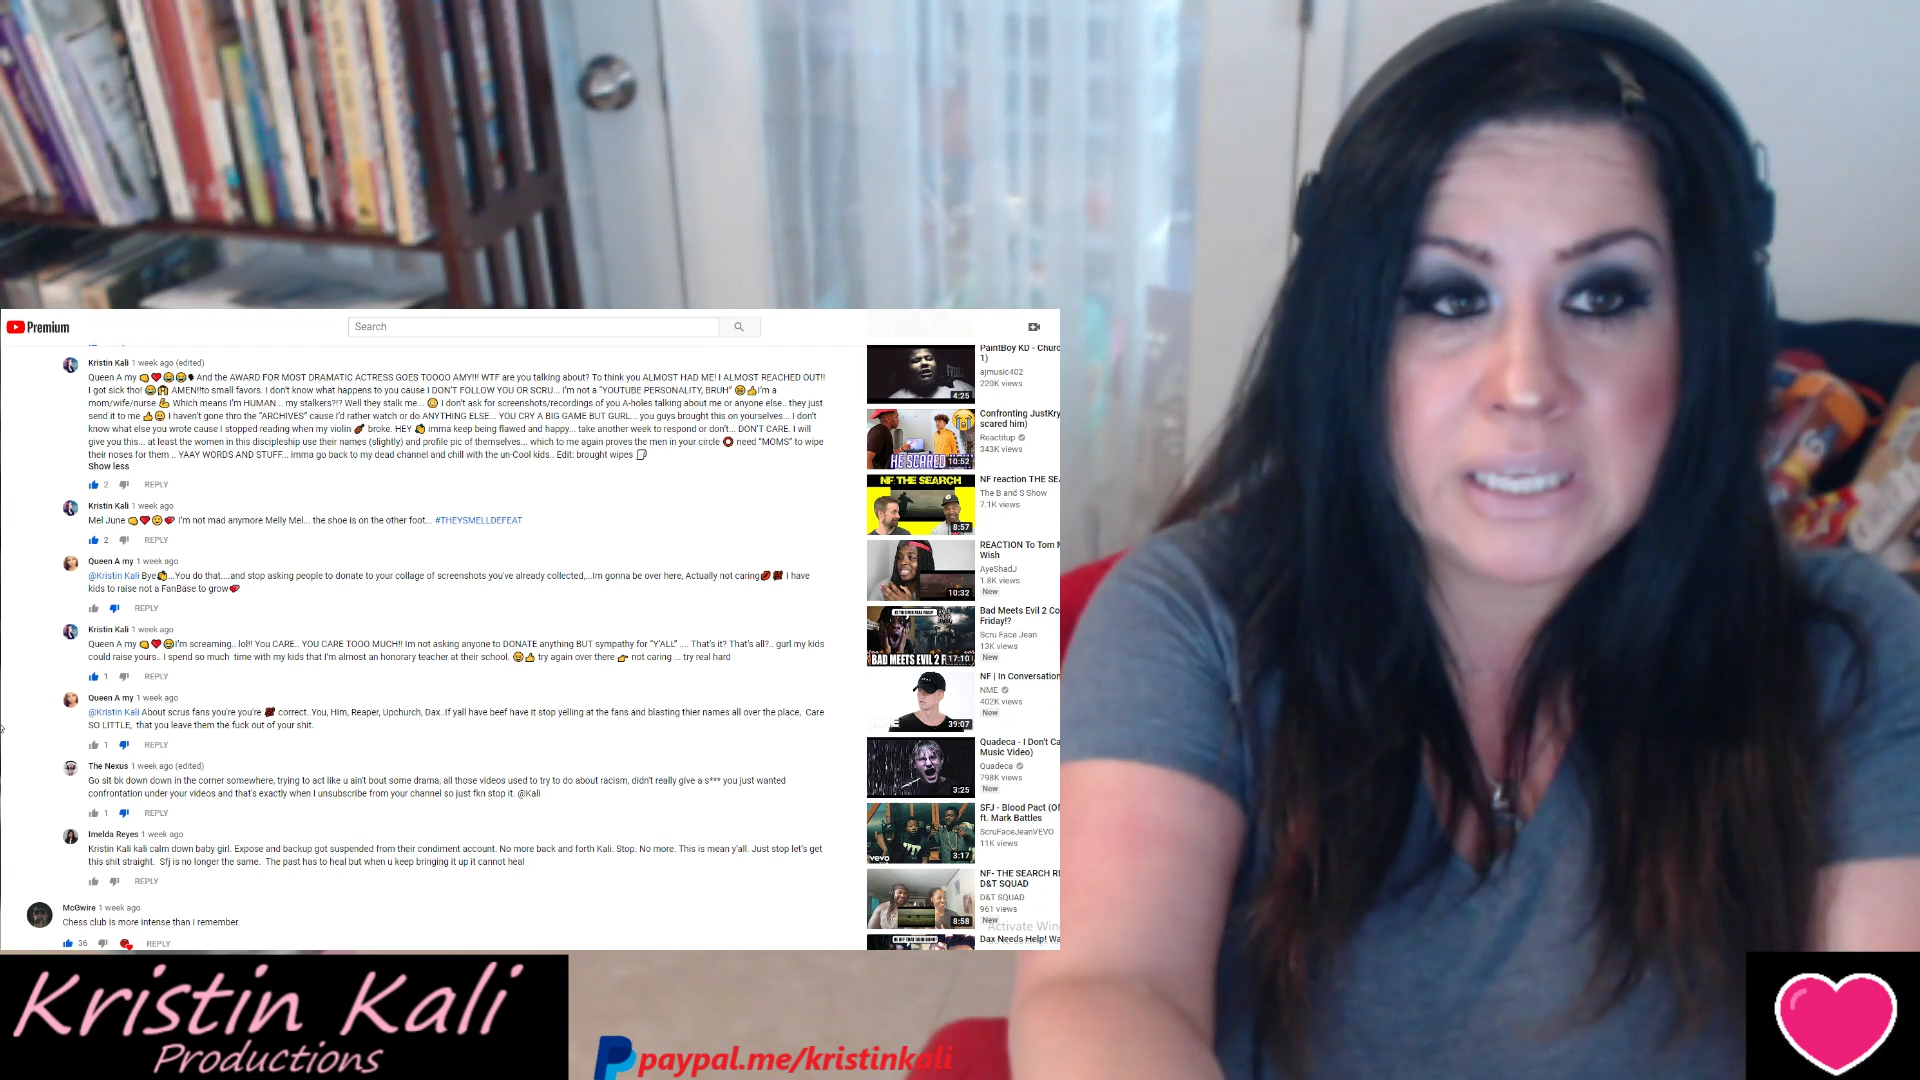 Premium
Search
Kristin Kali 1 week ago (edited)
Queen A my 👊❤️😂😂🗣 And the AWARD FOR MOST DRAMATIC ACTRESS GOES TOOOO AMY!!! WTF are you talking about? To think you ALMOST HAD ME! I ALMOST REACHED OUT!!
I got sick tho! AMEN!!to small favors. I don't know what happens to you cause I DON'T FOLLOW YOU OR SCRU... I'm not a "YOUTUBE PERSONALITY, BRUH" I'm a
mom/wife/nurse 💪 Which means I'm HUMAN... my stalkers?!? Well they stalk me... I don't ask for screenshots/recordings of you A-holes talking about me or anyone else.. they just
send it to me I haven't gone thro the "ARCHIVES" cause I'd rather watch or do ANYTHING ELSE... YOU CRY A BIG GAME BUT GURL... you guys brought this on yourselves... I don't
know what else you wrote cause I stopped reading when my violin 🎻 broke. HEY 👏 imma keep being flawed and happy... take another week to respond or don't... DON'T CARE. I will
give you this... at least the women in this discipleship use their names (slightly) and profile pic of themselves... which to me again proves the men in your circle ⭕ need "MOMS" to wipe
their noses for them .. YAAY WORDS AND STUFF... imma go back to my dead channel and chill with the un-Cool kids.. Edit: brought wipes
Show less
2 REPLY
Kristin Kali 1 week ago
Mel June I'm not mad anymore Melly Mel... the shoe is on the other foot... #THEYSMELLDEFEAT
2 REPLY
Queen A my 1 week ago
@Kristin Kali Bye👏...You do that....and stop asking people to donate to your collage of screenshots you've already collected,...Im gonna be over here, Actually not caring I have
kids to raise not a FanBase to grow
REPLY
Kristin Kali 1 week ago
Queen A my I'm screaming.. lol!! You CARE.. YOU CARE TOOO MUCH!! Im not asking anyone to DONATE anything BUT sympathy for "Y'ALL" .... That's it? That's all?.. gurl my kids
could raise yours.. I spend so much time with my kids that I'm almost an honorary teacher at their school. try again over there 👉 not caring ... try real hard
1 REPLY
Queen A my 1 week ago
@Kristin Kali About scrus fans you're you're correct..You, Him, Reaper, Upchurch, Dax..If yall have beef have it stop yelling at the fans and blasting thier names all over the place, Care
SO LITTLE, that you leave them the fuck out of your shit.
1 REPLY
The Nexus 1 week ago (edited)
Go sit bk down down in the corner somewhere, trying to act like u ain't bout some drama, all those videos used to try to do about racism, didn't really give a s*** you just wanted
confrontation under your videos and that's exactly when I unsubscribe from your channel so just fkn stop it. @Kali
1 REPLY
Imelda Reyes 1 week ago
Kristin Kali kali calm down baby girl. Expose and backup got suspended from their condiment account. No more back and forth Kali. Stop. No more. This is mean y'all. Just stop let's get
this shit straight. Sfj is no longer the same. The past has to heal but when u keep bringing it up it cannot heal
REPLY
McGwire 1 week ago
Chess club is more intense than I remember.
36 REPLY
PaintBoy KD - Churc
1)
ajmusic402
220K views
4:25
Confronting JustKry
scared him)
Reactitup
343K views
HE SCARED
10:52
NF reaction THE SE
The B and S Show
7.1K views
NF: THE SEARCH
8:57
REACTION To Tom M
Wish
AyeShadJ
1.8K views
New
10:32
Bad Meets Evil 2 Co
Friday!?
Scru Face Jean
13K views
New
BAD MEETS EVIL 2 F
17:10
NF | In Conversation
NME
402K views
New
39:07
Quadeca - I Don't Ca
Music Video)
Quadeca
798K views
New
3:25
SFJ - Blood Pact (Of
ft. Mark Battles
ScruFaceJeanVEVO
11K views
vevo
3:17
NF- THE SEARCH RE
D&T SQUAD
D&T SQUAD
961 views
New
8:58
Activate Win
Dax Needs Help! Wa
Kristin Kali
Productions
paypal.me/kristinkali